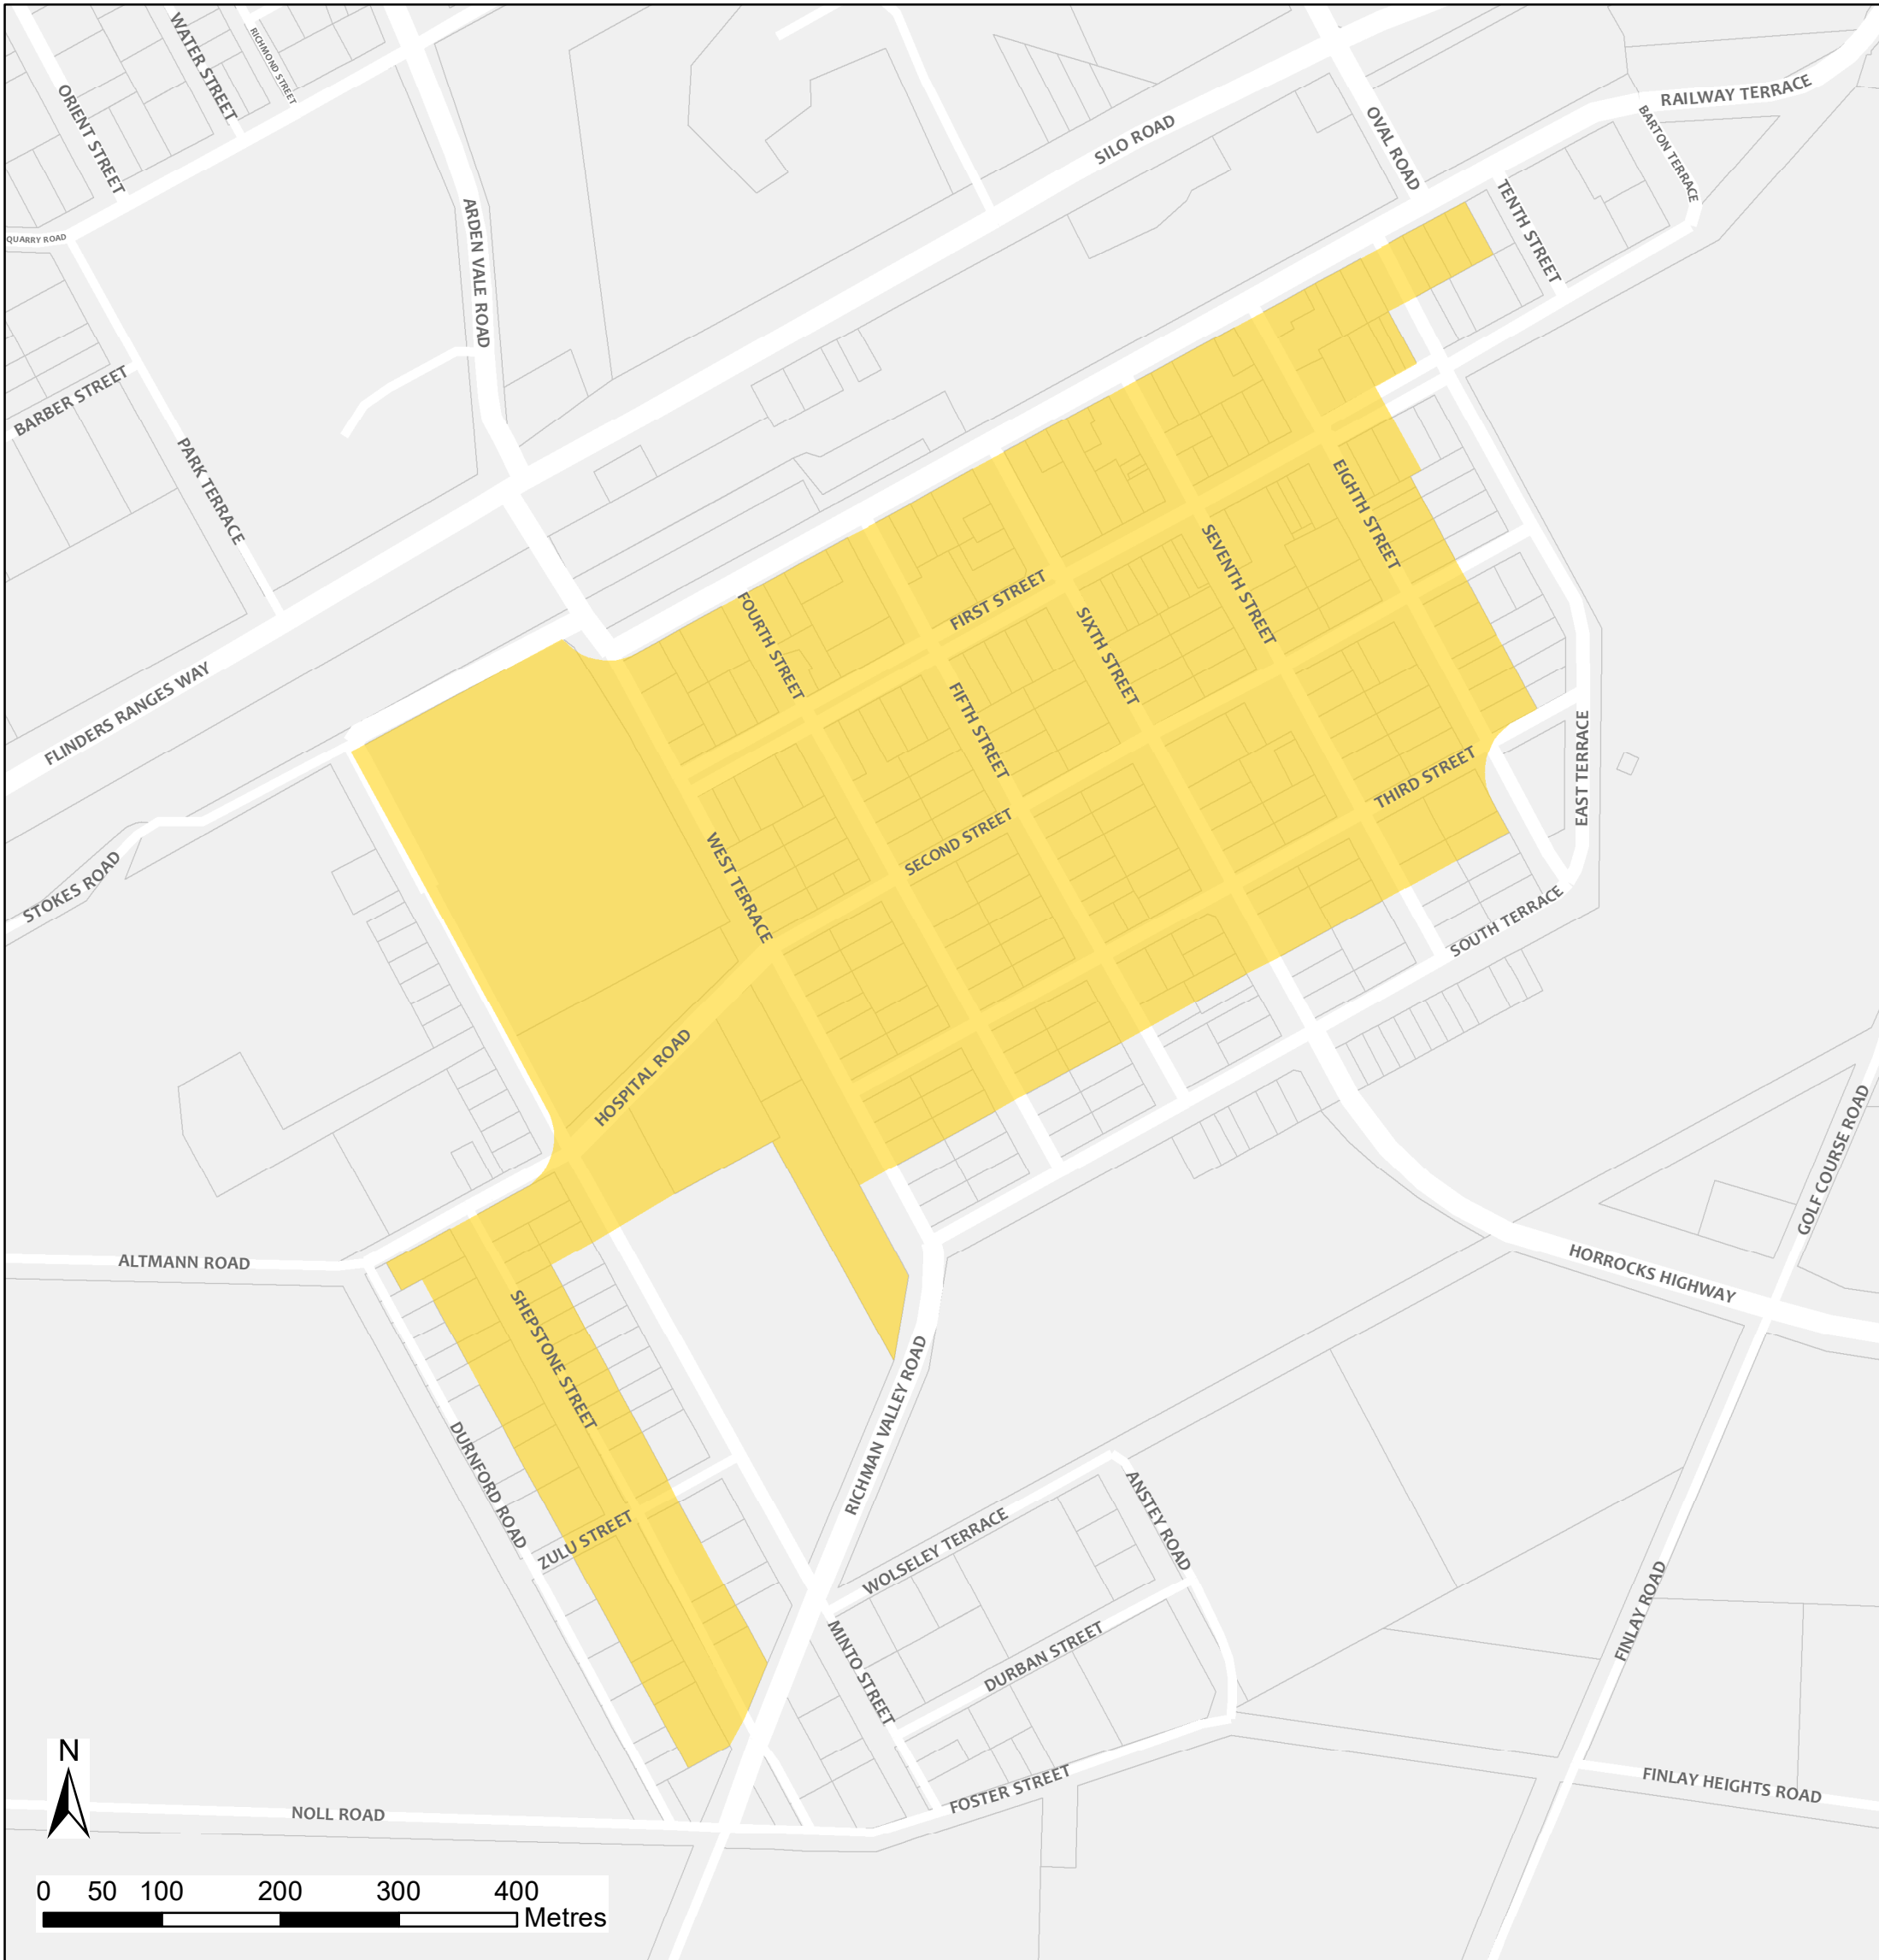 WATER STREET
RICHMOND STREET
ORIENT STREET
RAILWAY TERRACE
SILO ROAD
OVAL ROAD
BARTON TERRACE
TENTH STREET
QUARRY ROAD
ARDEN VALE ROAD
BARBER STREET
PARK TERRACE
EIGHTH STREET
SEVENTH STREET
FIRST STREET
FOURTH STREET
SIXTH STREET
FLINDERS RANGES WAY
FIFTH STREET
EAST TERRACE
THIRD STREET
SECOND STREET
WEST TERRACE
STOKES ROAD
SOUTH TERRACE
HOSPITAL ROAD
GOLF COURSE ROAD
ALTMANN ROAD
HORROCKS HIGHWAY
SHEPSTONE STREET
RICHMAN VALLEY ROAD
DURNFORD ROAD
ZULU STREET
WOLSELEY TERRACE
ANSTEY ROAD
FINLAY ROAD
MINTO STREET
DURBAN STREET
N
FOSTER STREET
FINLAY HEIGHTS ROAD
NOLL ROAD
0 50 100 200 300 400
Metres